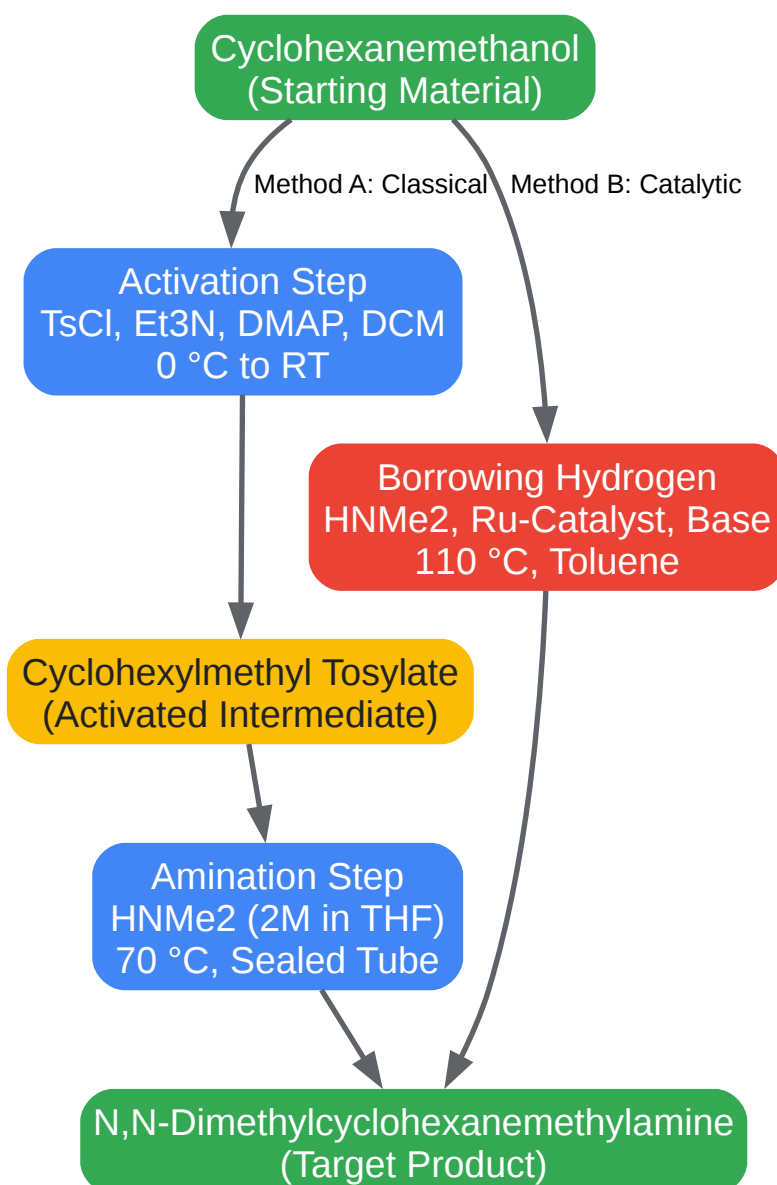 Cyclohexanemethanol
(Starting Material)
Method A: Classical
Method B: Catalytic
Activation Step
TsCl, Et3N, DMAP, DCM
0 °C to RT
Borrowing Hydrogen
HNMe2, Ru-Catalyst, Base
110 °C, Toluene
Cyclohexylmethyl Tosylate
(Activated Intermediate)
Amination Step
HNMe2 (2M in THF)
70 °C, Sealed Tube
N,N-Dimethylcyclohexanemethylamine
(Target Product)